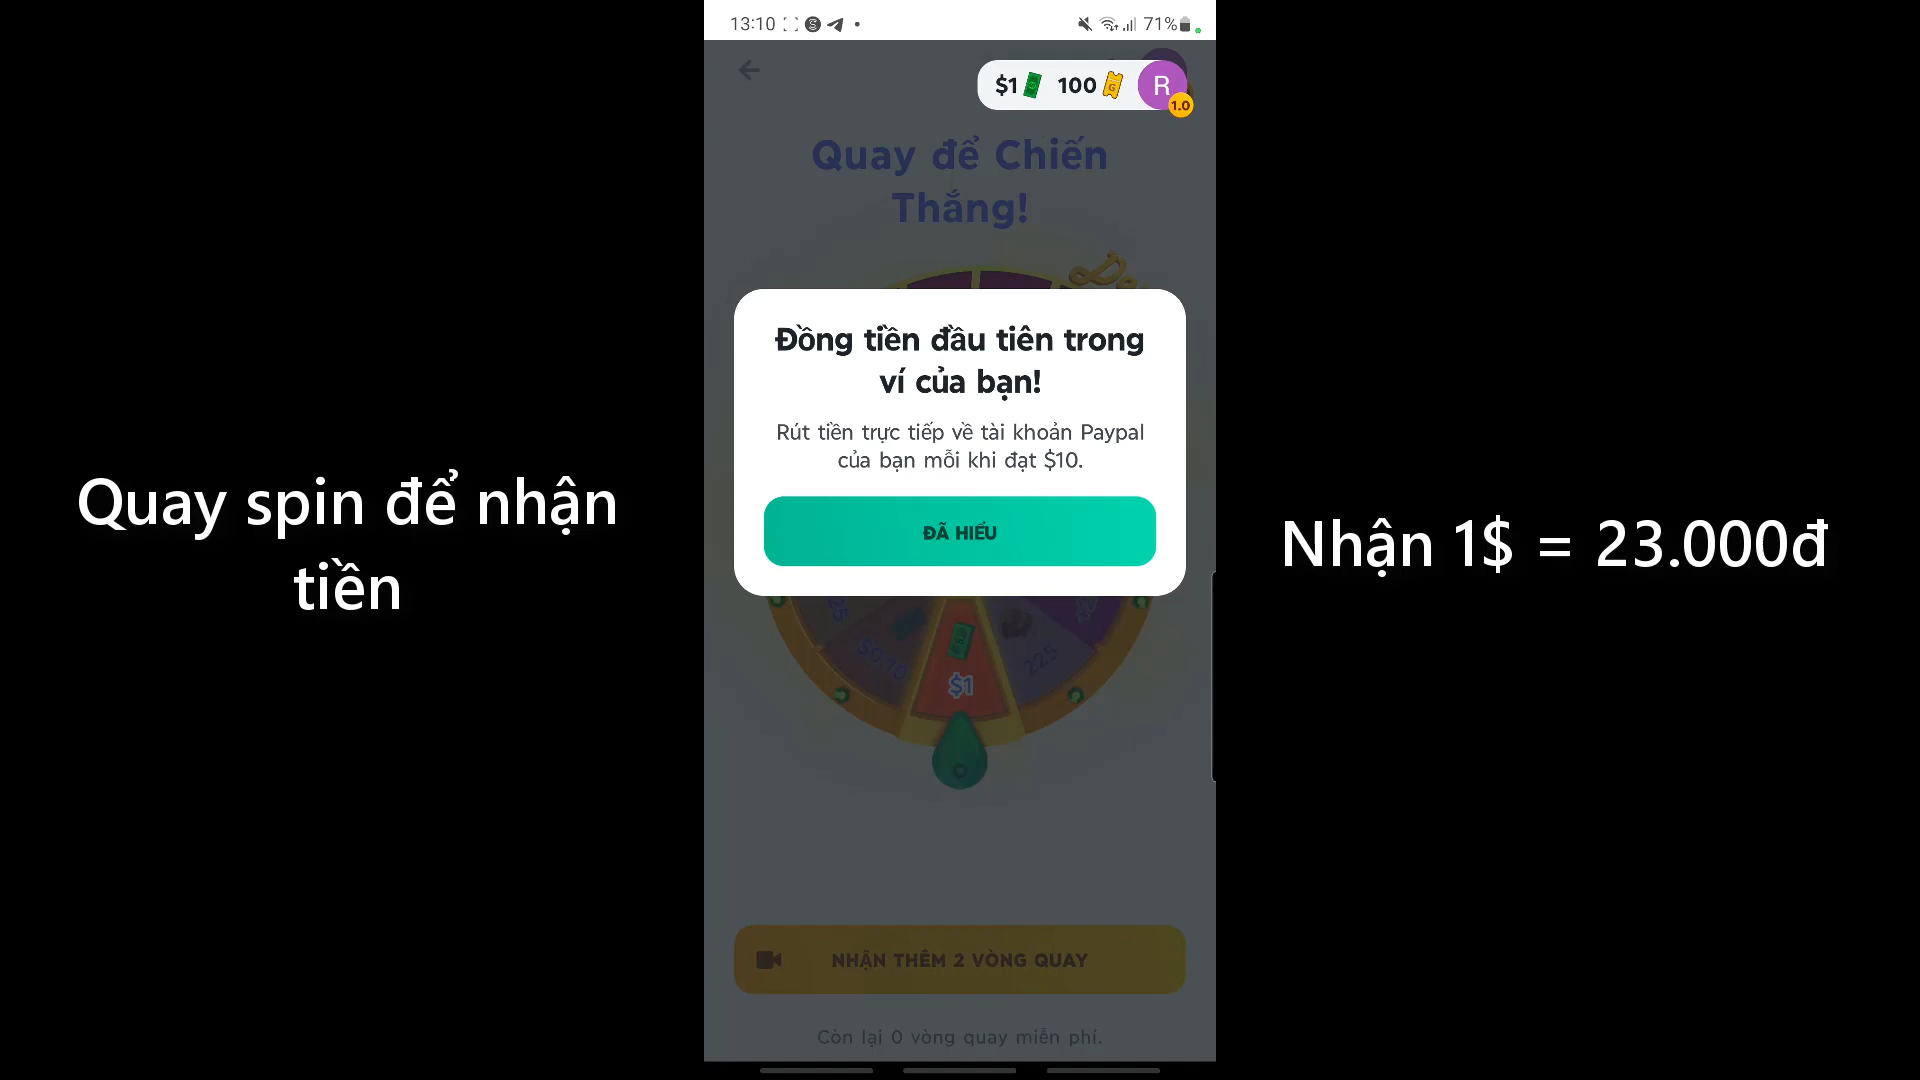 13:10
71%
$1 100 R
1.0
Quay để Chiến
Thắng!
Đồng tiền đầu tiên trong
ví của bạn!
Rút tiền trực tiếp về tài khoản Paypal
của bạn mỗi khi đạt $10.
ĐÃ HIỂU
Quay spin để nhận
tiền
Nhận 1$ = 23.000đ
$1
225
NHẬN THÊM 2 VÒNG QUAY
Còn lại 0 vòng quay miễn phí.